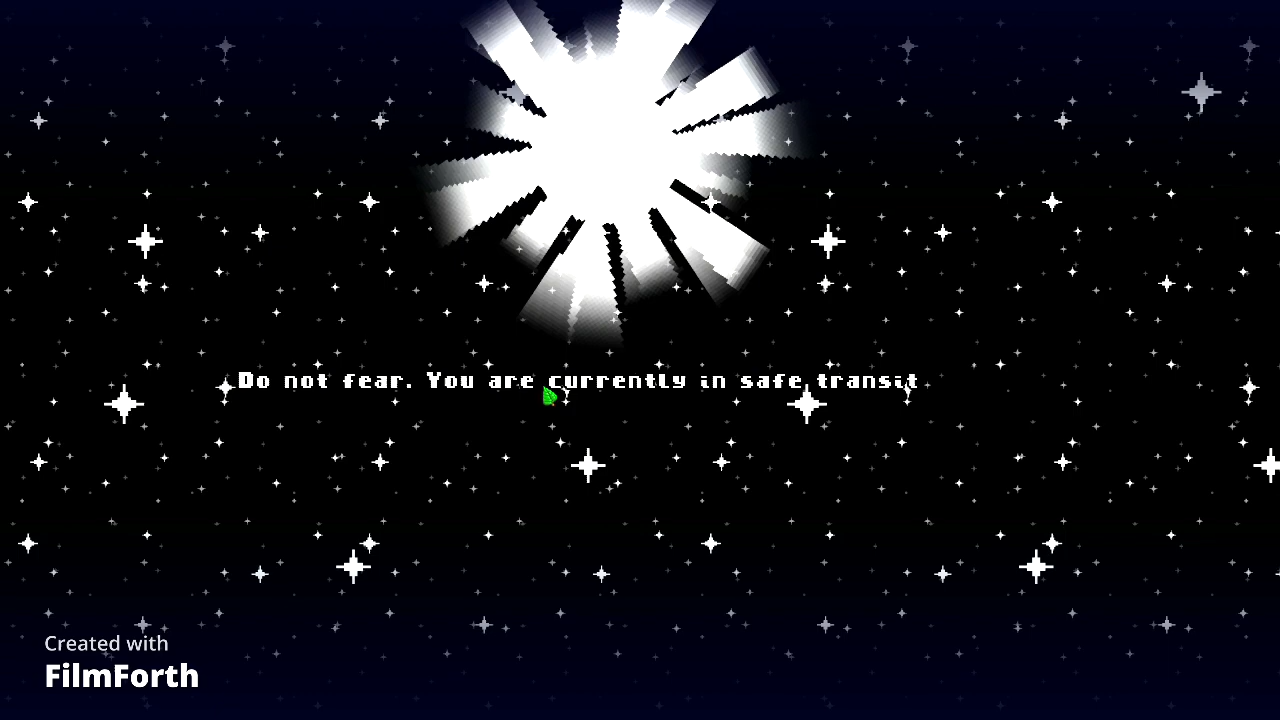 Do not fear. You are currently in safe transit
Created with
FilmForth